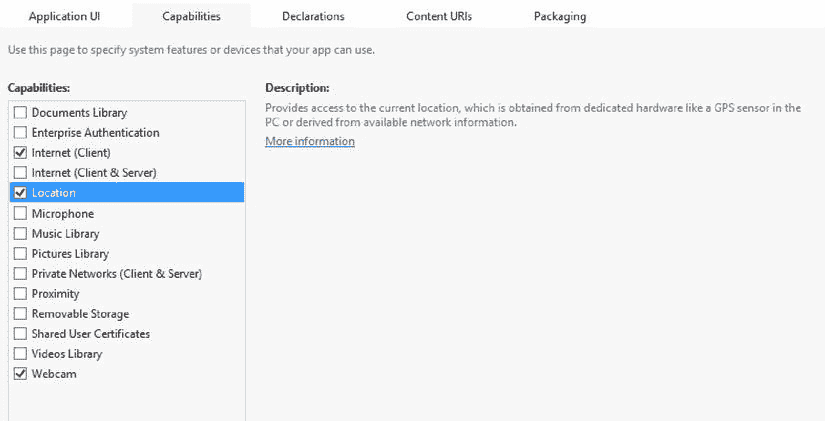 Application UI Capabilities Declarations Content URIs Packaging
Use this page to specify system features or devices that your app can use.
Capabilities:
Documents Library
Enterprise Authentication
Internet (Client)
Internet (Client & Server)
Location
Microphone
Music Library
Pictures Library
Private Networks (Client & Server)
Proximity
Removable Storage
Shared User Certificates
Videos Library
Webcam
Description:
Provides access to the current location, which is obtained from dedicated hardware like a GPS sensor in the
PC or derived from available network information.
More information